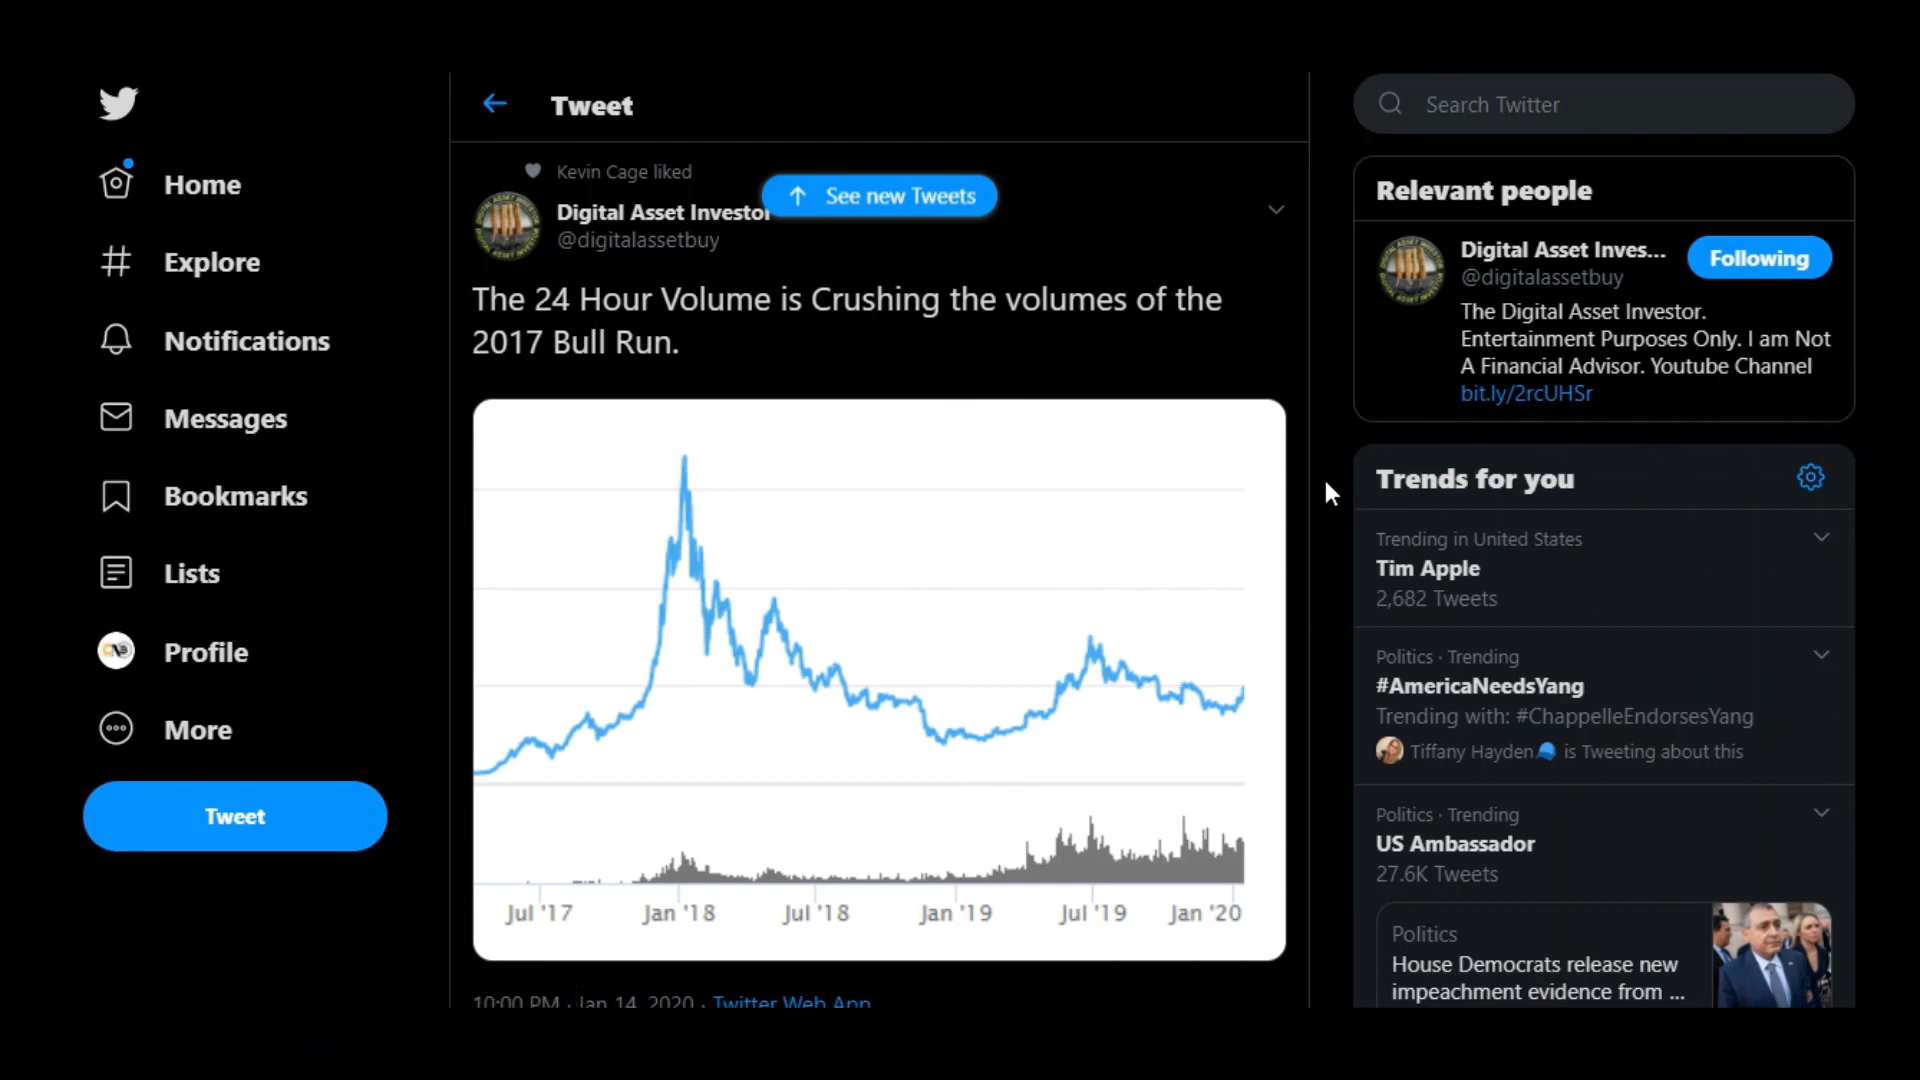 Home
Explore
Notifications
Messages
Bookmarks
Lists
Profile
More
Tweet
Tweet
Kevin Cage liked
See new Tweets
Digital Asset Investor
@digitalassetbuy
The 24 Hour Volume is Crushing the volumes of the
2017 Bull Run.
Jul '17 Jan '18 Jul '18 Jan '19 Jul '19 Jan '20
10:00 PM · Jan 14, 2020 · Twitter Web App
Search Twitter
Relevant people
Digital Asset Inves...
Following
@digitalassetbuy
The Digital Asset Investor.
Entertainment Purposes Only. I am Not
A Financial Advisor. Youtube Channel
bit.ly/2rcUHSr
Trends for you
Trending in United States
Tim Apple
2,682 Tweets
Politics · Trending
#AmericaNeedsYang
Trending with: #ChappelleEndorsesYang
Tiffany Hayden🧢 is Tweeting about this
Politics · Trending
US Ambassador
27.6K Tweets
Politics
House Democrats release new
impeachment evidence from ...